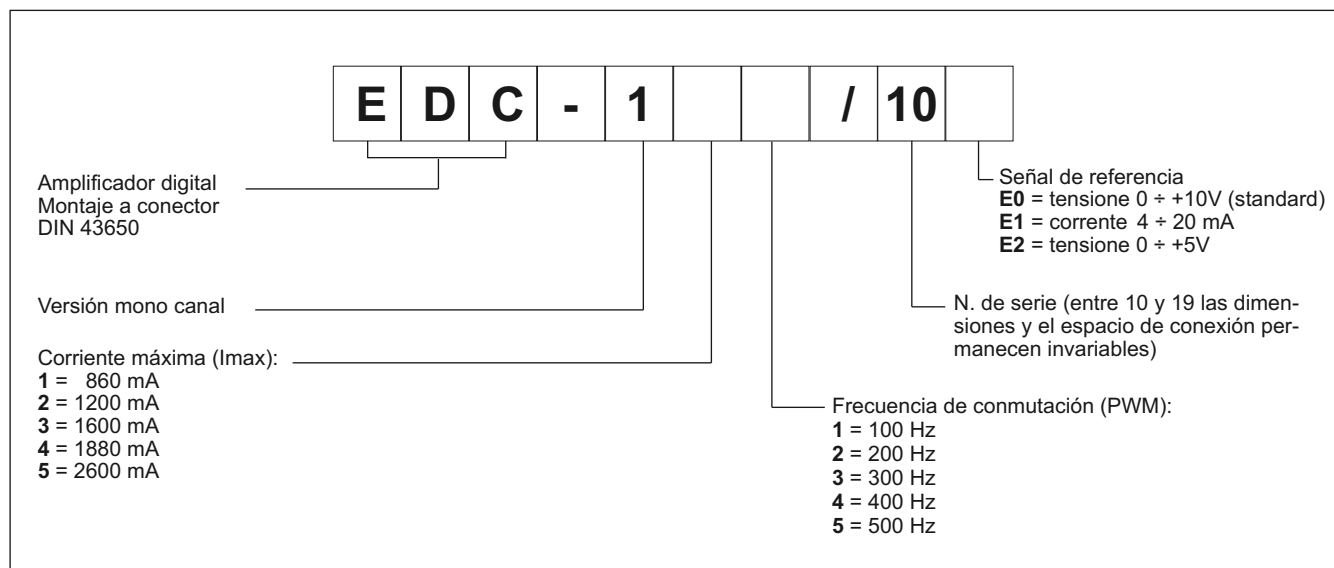 E D C - 1 / 10
Amplificador digital
Montaje a conector
DIN 43650
Versión mono canal
Corriente máxima (Imax):
1 = 860 mA
2 = 1200 mA
3 = 1600 mA
4 = 1880 mA
5 = 2600 mA
Señal de referencia
E0 = tensione 0 ÷ +10V (standard)
E1 = corrente 4 ÷ 20 mA
E2 = tensione 0 ÷ +5V
N. de serie (entre 10 y 19 las dimen-
siones y el espacio de conexión per-
manecen invariables)
Frecuencia de conmutación (PWM):
1 = 100 Hz
2 = 200 Hz
3 = 300 Hz
4 = 400 Hz
5 = 500 Hz